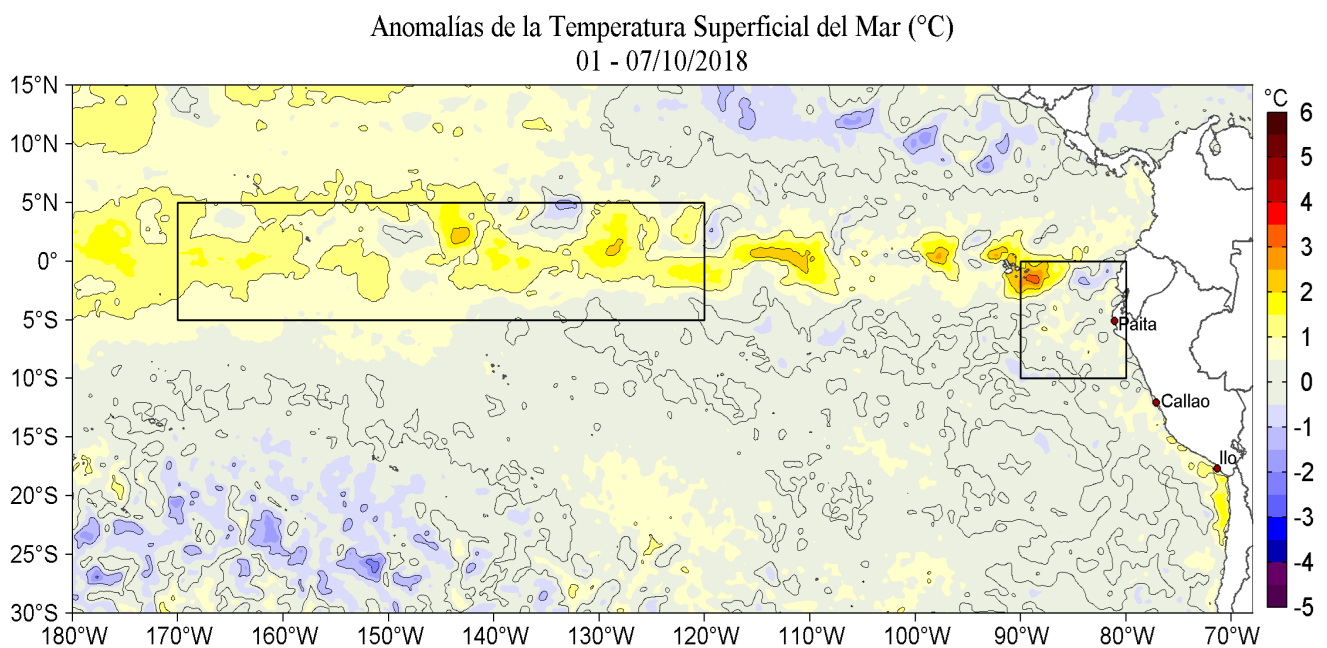 Anomalías de la Temperatura Superficial del Mar (°C)
01 - 07/10/2018
15°N
10°N
5°N
0°
5°S
10°S
15°S
20°S
25°S
30°S
180°W
170°W
160°W
150°W
140°W
130°W
120°W
110°W
100°W
90°W
80°W
70°W
Paita
Callao
Ilo
°C
6
5
4
3
2
1
0
-1
-2
-3
-4
-5